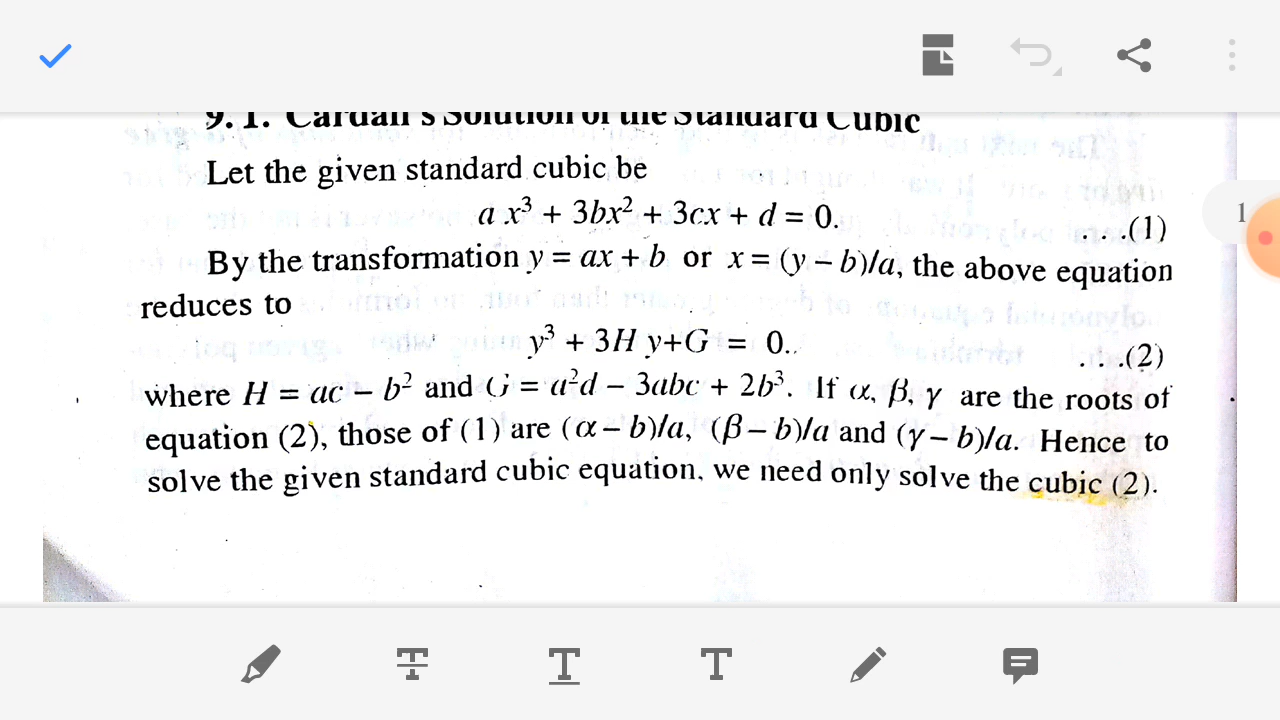 9. 1. Cardan's Solution of the Standard Cubic
Let the given standard cubic be
a x³ + 3bx² + 3cx + d = 0. . . .(1)
By the transformation y = ax + b or x = (y – b)/a, the above equation
reduces to
y³ + 3H y+G = 0.. . . .(2)
where H = ac – b² and G = a²d – 3abc + 2b³. If α, β, γ are the roots of
equation (2), those of (1) are (α – b)/a, (β – b)/a and (γ – b)/a. Hence to
solve the given standard cubic equation, we need only solve the cubic (2).
1